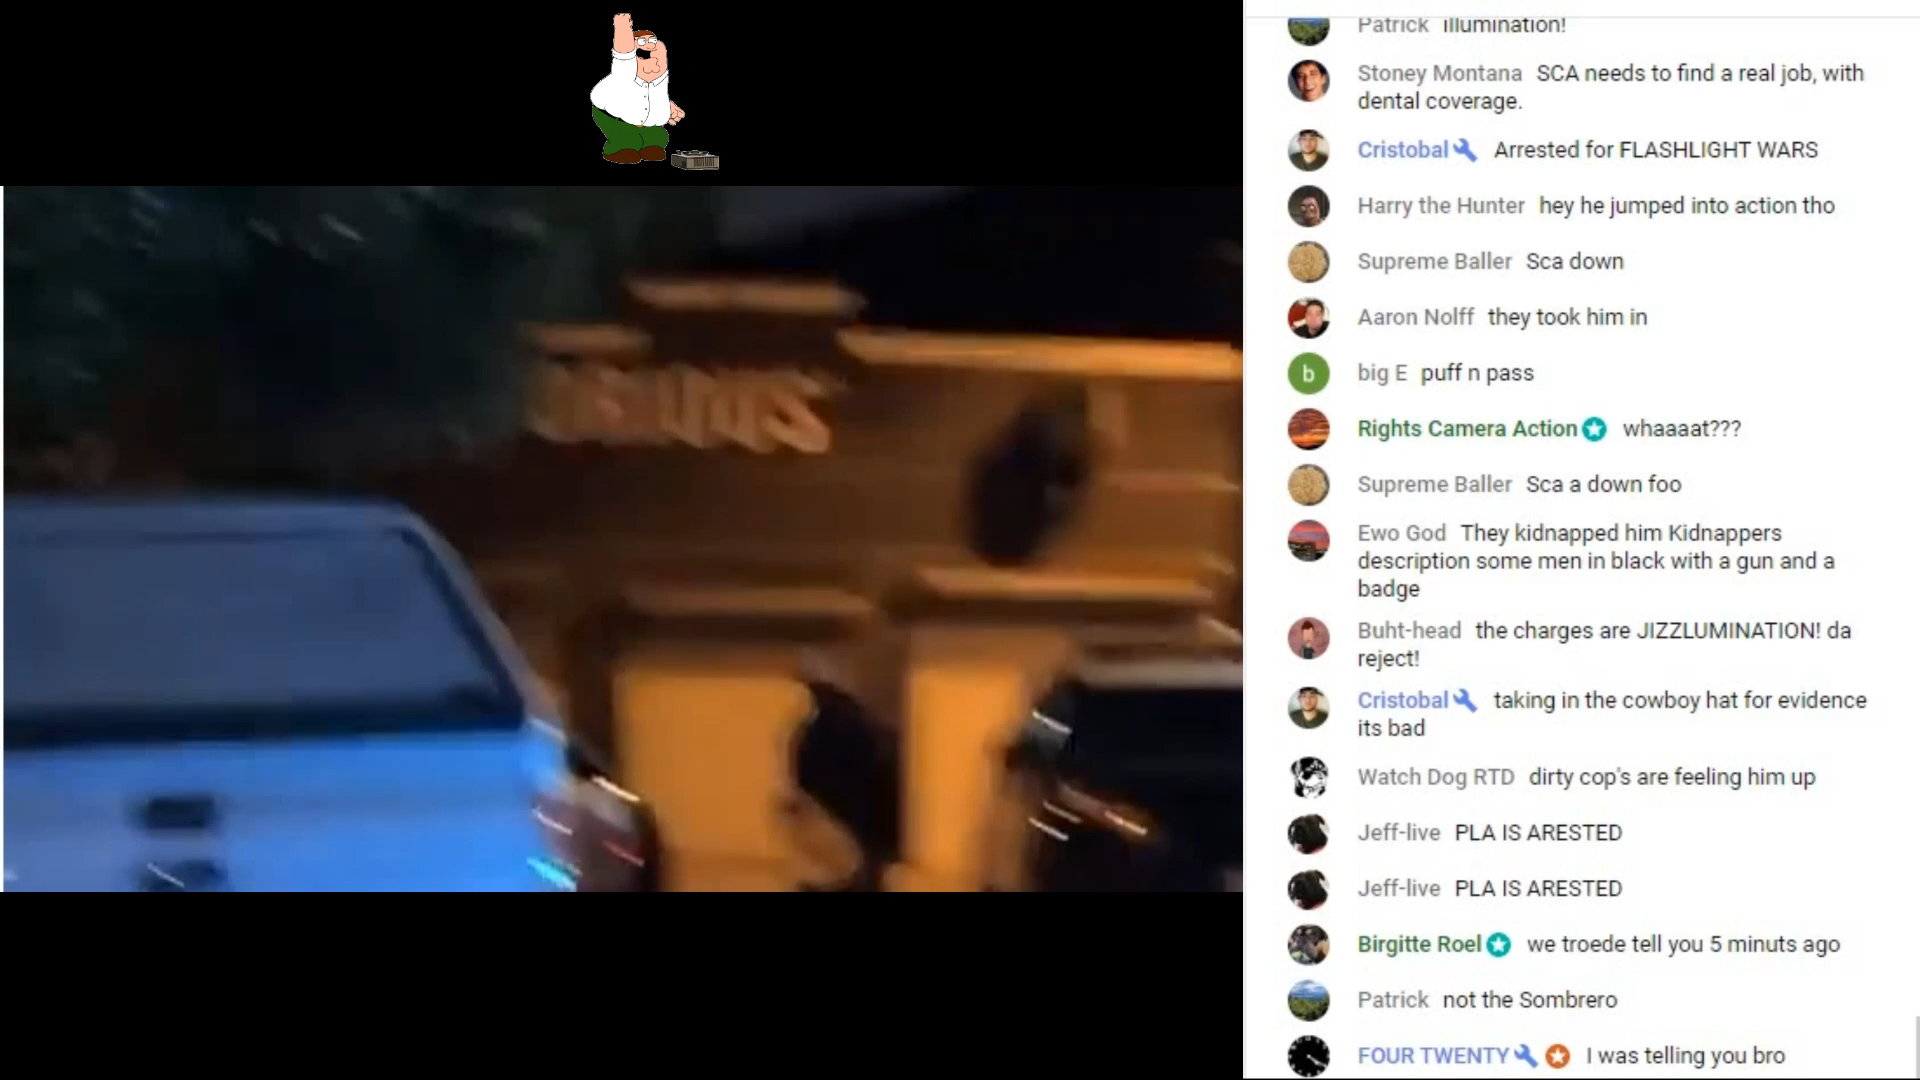 Patrick illumination!
Stoney Montana SCA needs to find a real job, with
dental coverage.
Cristobal Arrested for FLASHLIGHT WARS
Harry the Hunter hey he jumped into action tho
Supreme Baller Sca down
Aaron Nolff they took him in
b big E puff n pass
Rights Camera Action whaaaat???
Supreme Baller Sca a down foo
Ewo God They kidnapped him Kidnappers
description some men in black with a gun and a
badge
Buht-head the charges are JIZZLUMINATION! da
reject!
Cristobal taking in the cowboy hat for evidence
its bad
Watch Dog RTD dirty cop's are feeling him up
Jeff-live PLA IS ARESTED
Jeff-live PLA IS ARESTED
Birgitte Roel we troede tell you 5 minuts ago
Patrick not the Sombrero
FOUR TWENTY I was telling you bro